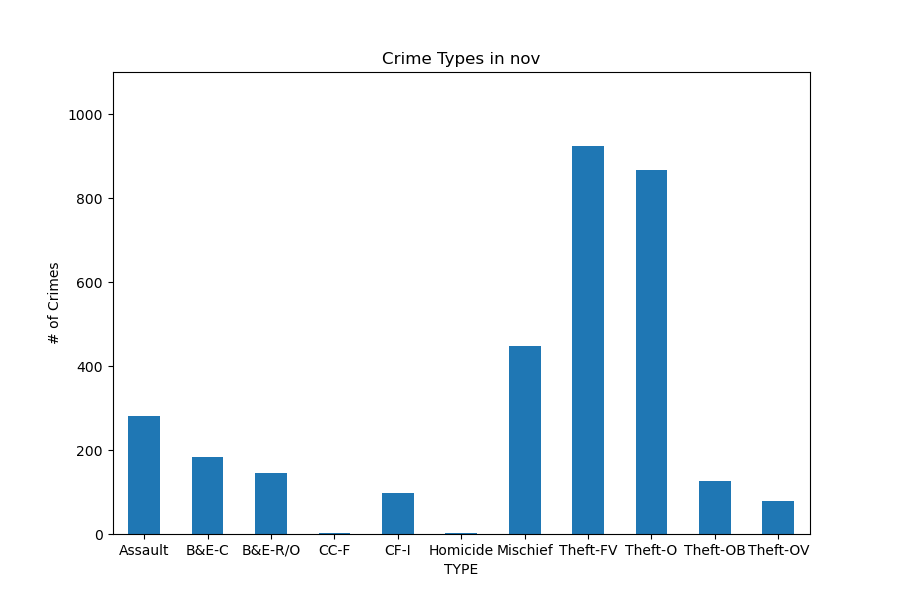 Crime Types in nov
1000
800
600
400
200
0
# of Crimes
Assault B&E-C B&E-R/O CC-F CF-I Homicide Mischief Theft-FV Theft-O Theft-OB Theft-OV
TYPE